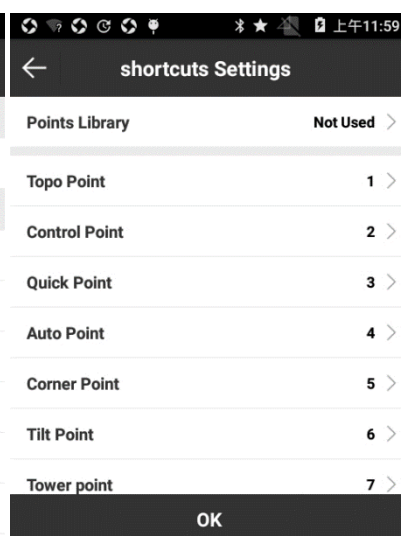 上午11:59
shortcuts Settings
Points Library Not Used
Topo Point 1
Control Point 2
Quick Point 3
Auto Point 4
Corner Point 5
Tilt Point 6
Tower point 7
OK